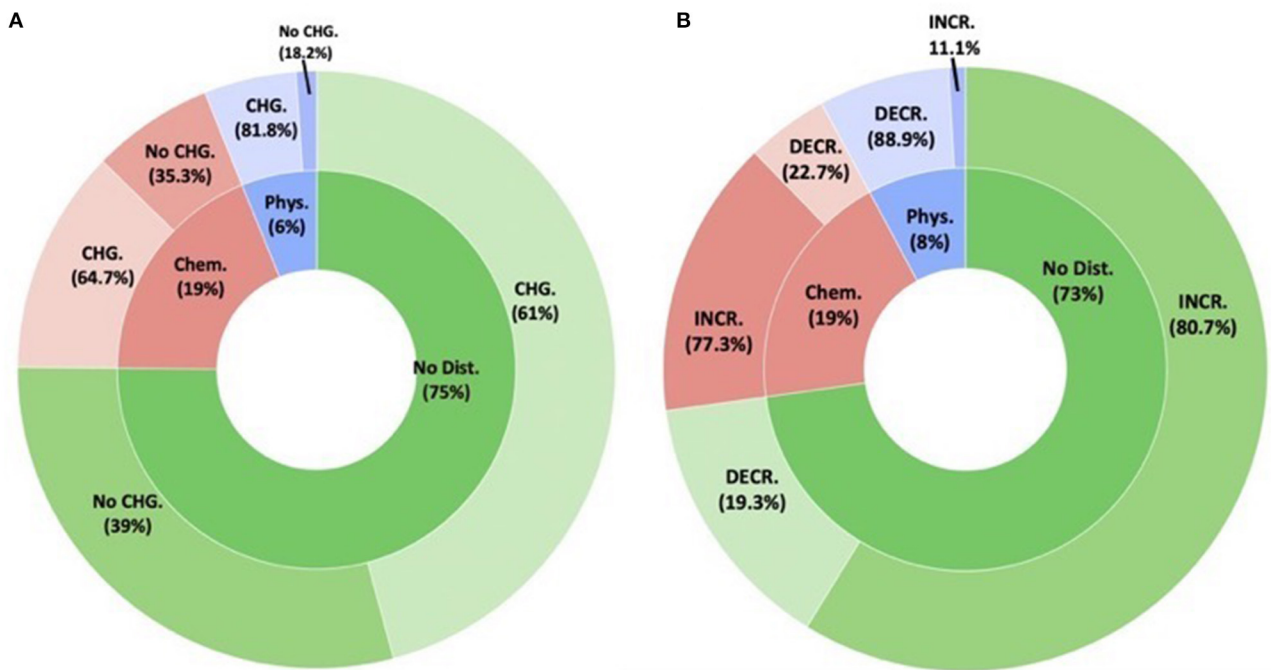 A
No CHG.
(18.2%)
CHG.
(81.8%)
No CHG.
(35.3%)
Phys.
(6%)
CHG.
(64.7%)
Chem.
(19%)
CHG.
(61%)
No Dist.
(75%)
No CHG.
(39%)
B
INCR.
11.1%
DECR.
(88.9%)
DECR.
(22.7%)
Phys.
(8%)
No Dist.
(73%)
Chem.
(19%)
INCR.
(80.7%)
INCR.
(77.3%)
DECR.
(19.3%)